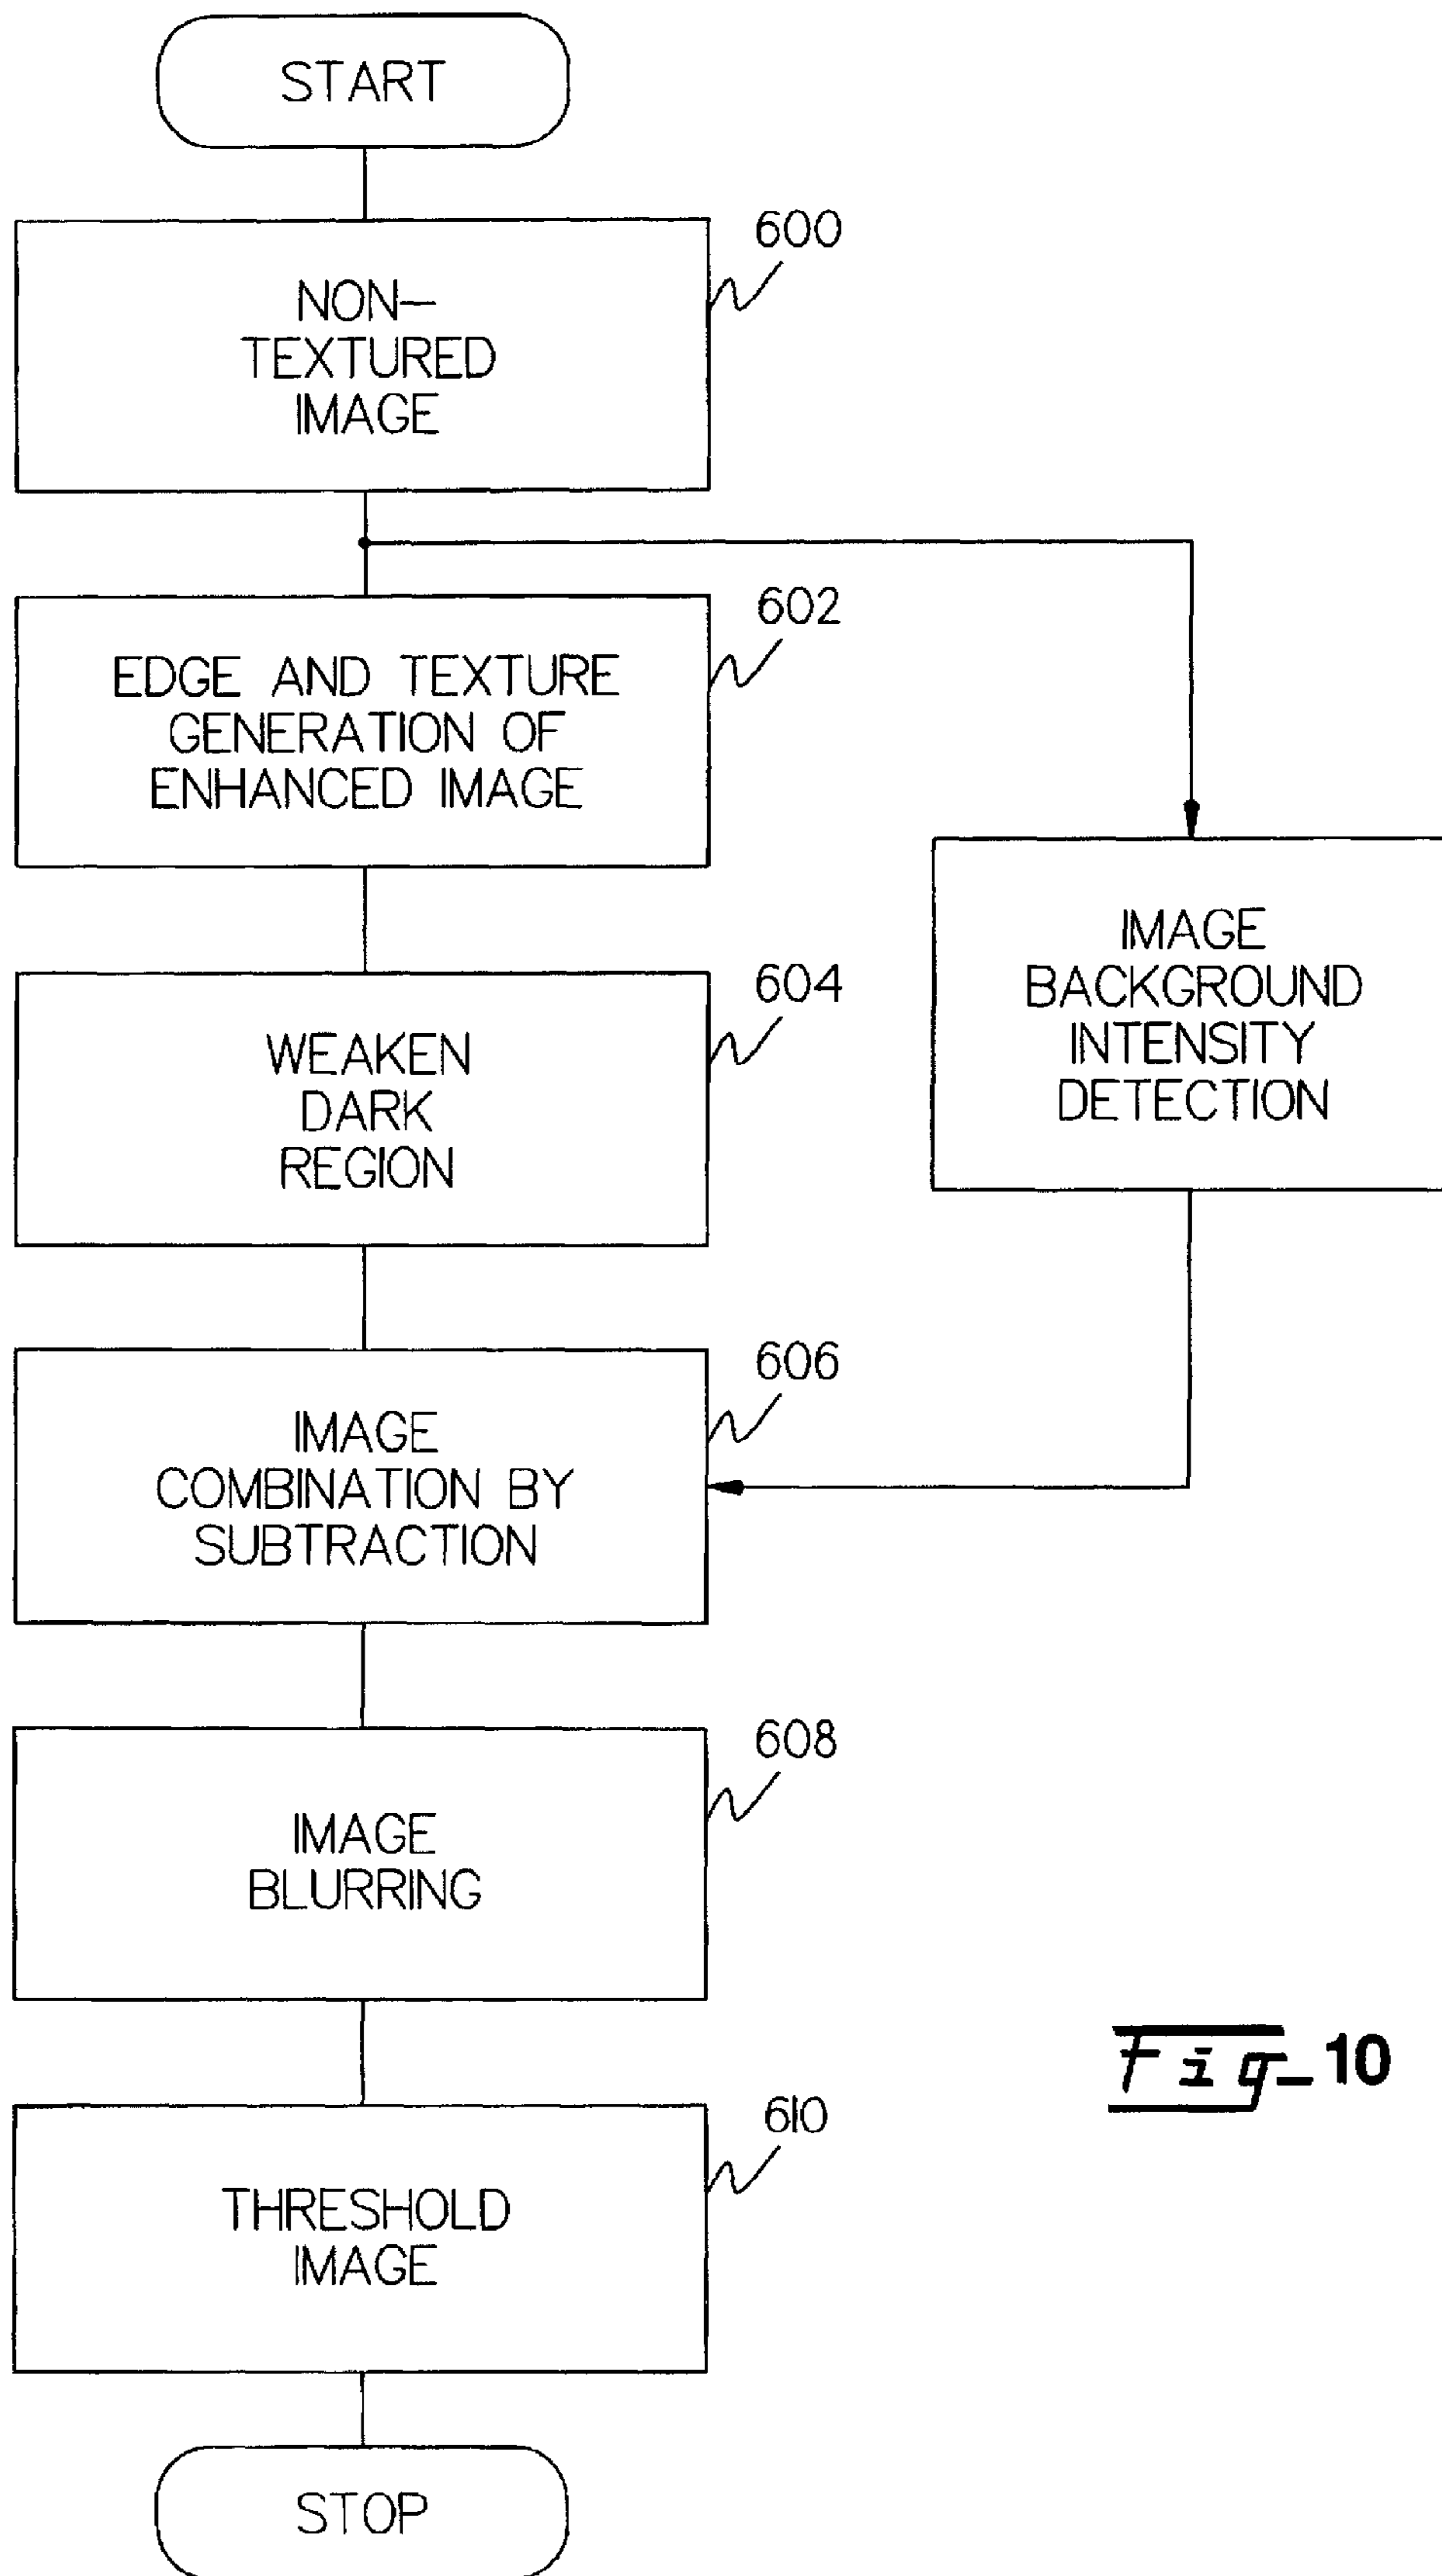 START
600
NON-
TEXTURED
IMAGE
602
EDGE AND TEXTURE
GENERATION OF
ENHANCED IMAGE
604
WEAKEN
DARK
REGION
IMAGE
BACKGROUND
INTENSITY
DETECTION
606
IMAGE
COMBINATION BY
SUBTRACTION
608
IMAGE
BLURRING
610
THRESHOLD
IMAGE
STOP
Fig_10